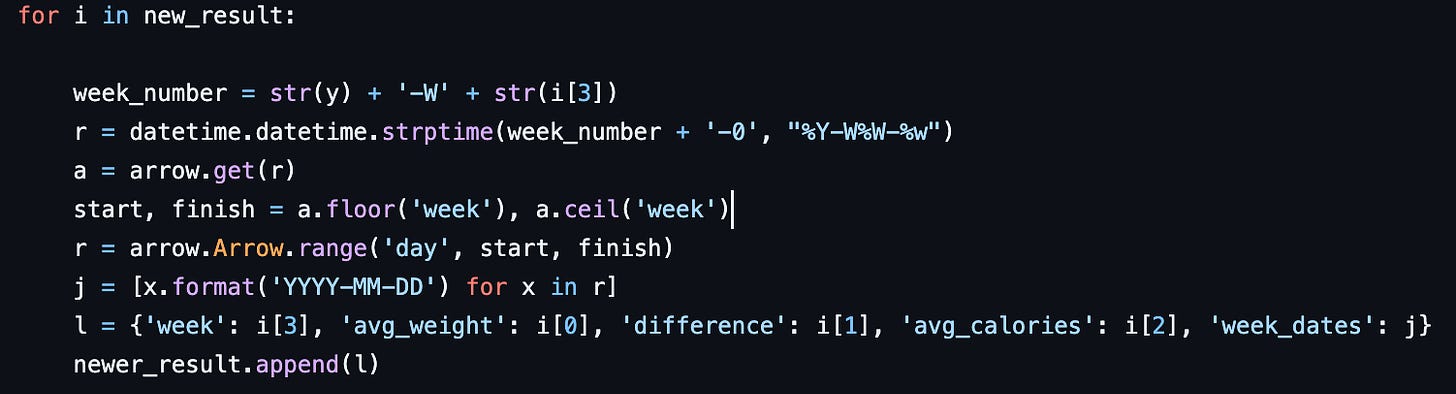 for i in new_result:
week_number = str(y) + '-W' + str(i[3])
r = datetime.datetime.strptime(week_number + '-0', "%Y-W%W-%w")
a = arrow.get(r)
start, finish = a.floor('week'), a.ceil('week')
r = arrow.Arrow.range('day', start, finish)
j = [x.format('YYYY-MM-DD') for x in r]
l = {'week': i[3], 'avg_weight': i[0], 'difference': i[1], 'avg_calories': i[2], 'week_dates': j}
newer_result.append(l)